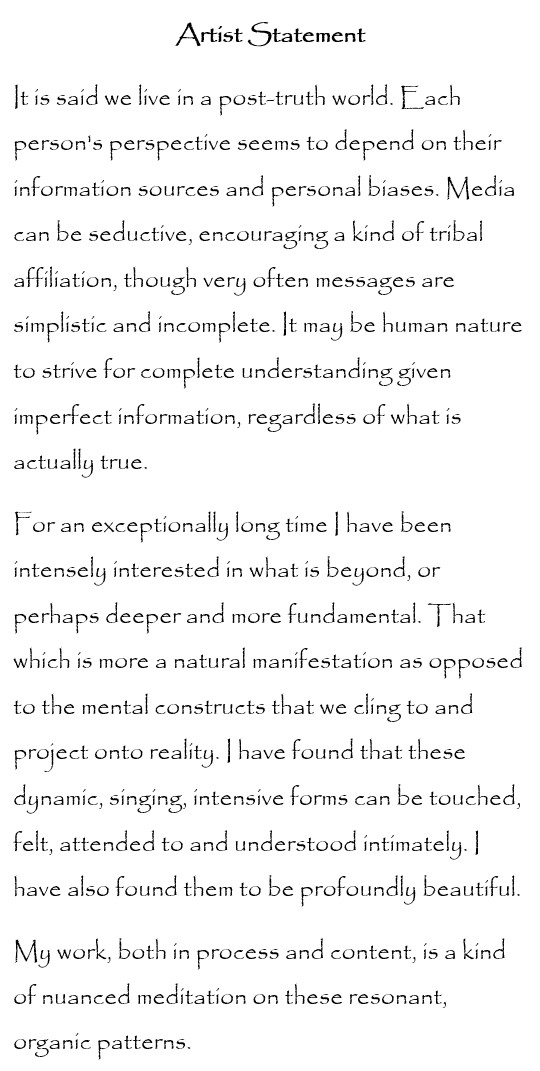 Artist Statement
It is said we live in a post-truth world. Each
person's perspective seems to depend on their
information sources and personal biases. Media
can be seductive, encouraging a kind of tribal
affiliation, though very often messages are
simplistic and incomplete. It may be human nature
to strive for complete understanding given
imperfect information, regardless of what is
actually true.
For an exceptionally long time I have been
intensely interested in what is beyond, or
perhaps deeper and more fundamental. That
which is more a natural manifestation as opposed
to the mental constructs that we cling to and
project onto reality. I have found that these
dynamic, singing, intensive forms can be touched,
felt, attended to and understood intimately. I
have also found them to be profoundly beautiful.
My work, both in process and content, is a kind
of nuanced meditation on these resonant,
organic patterns.